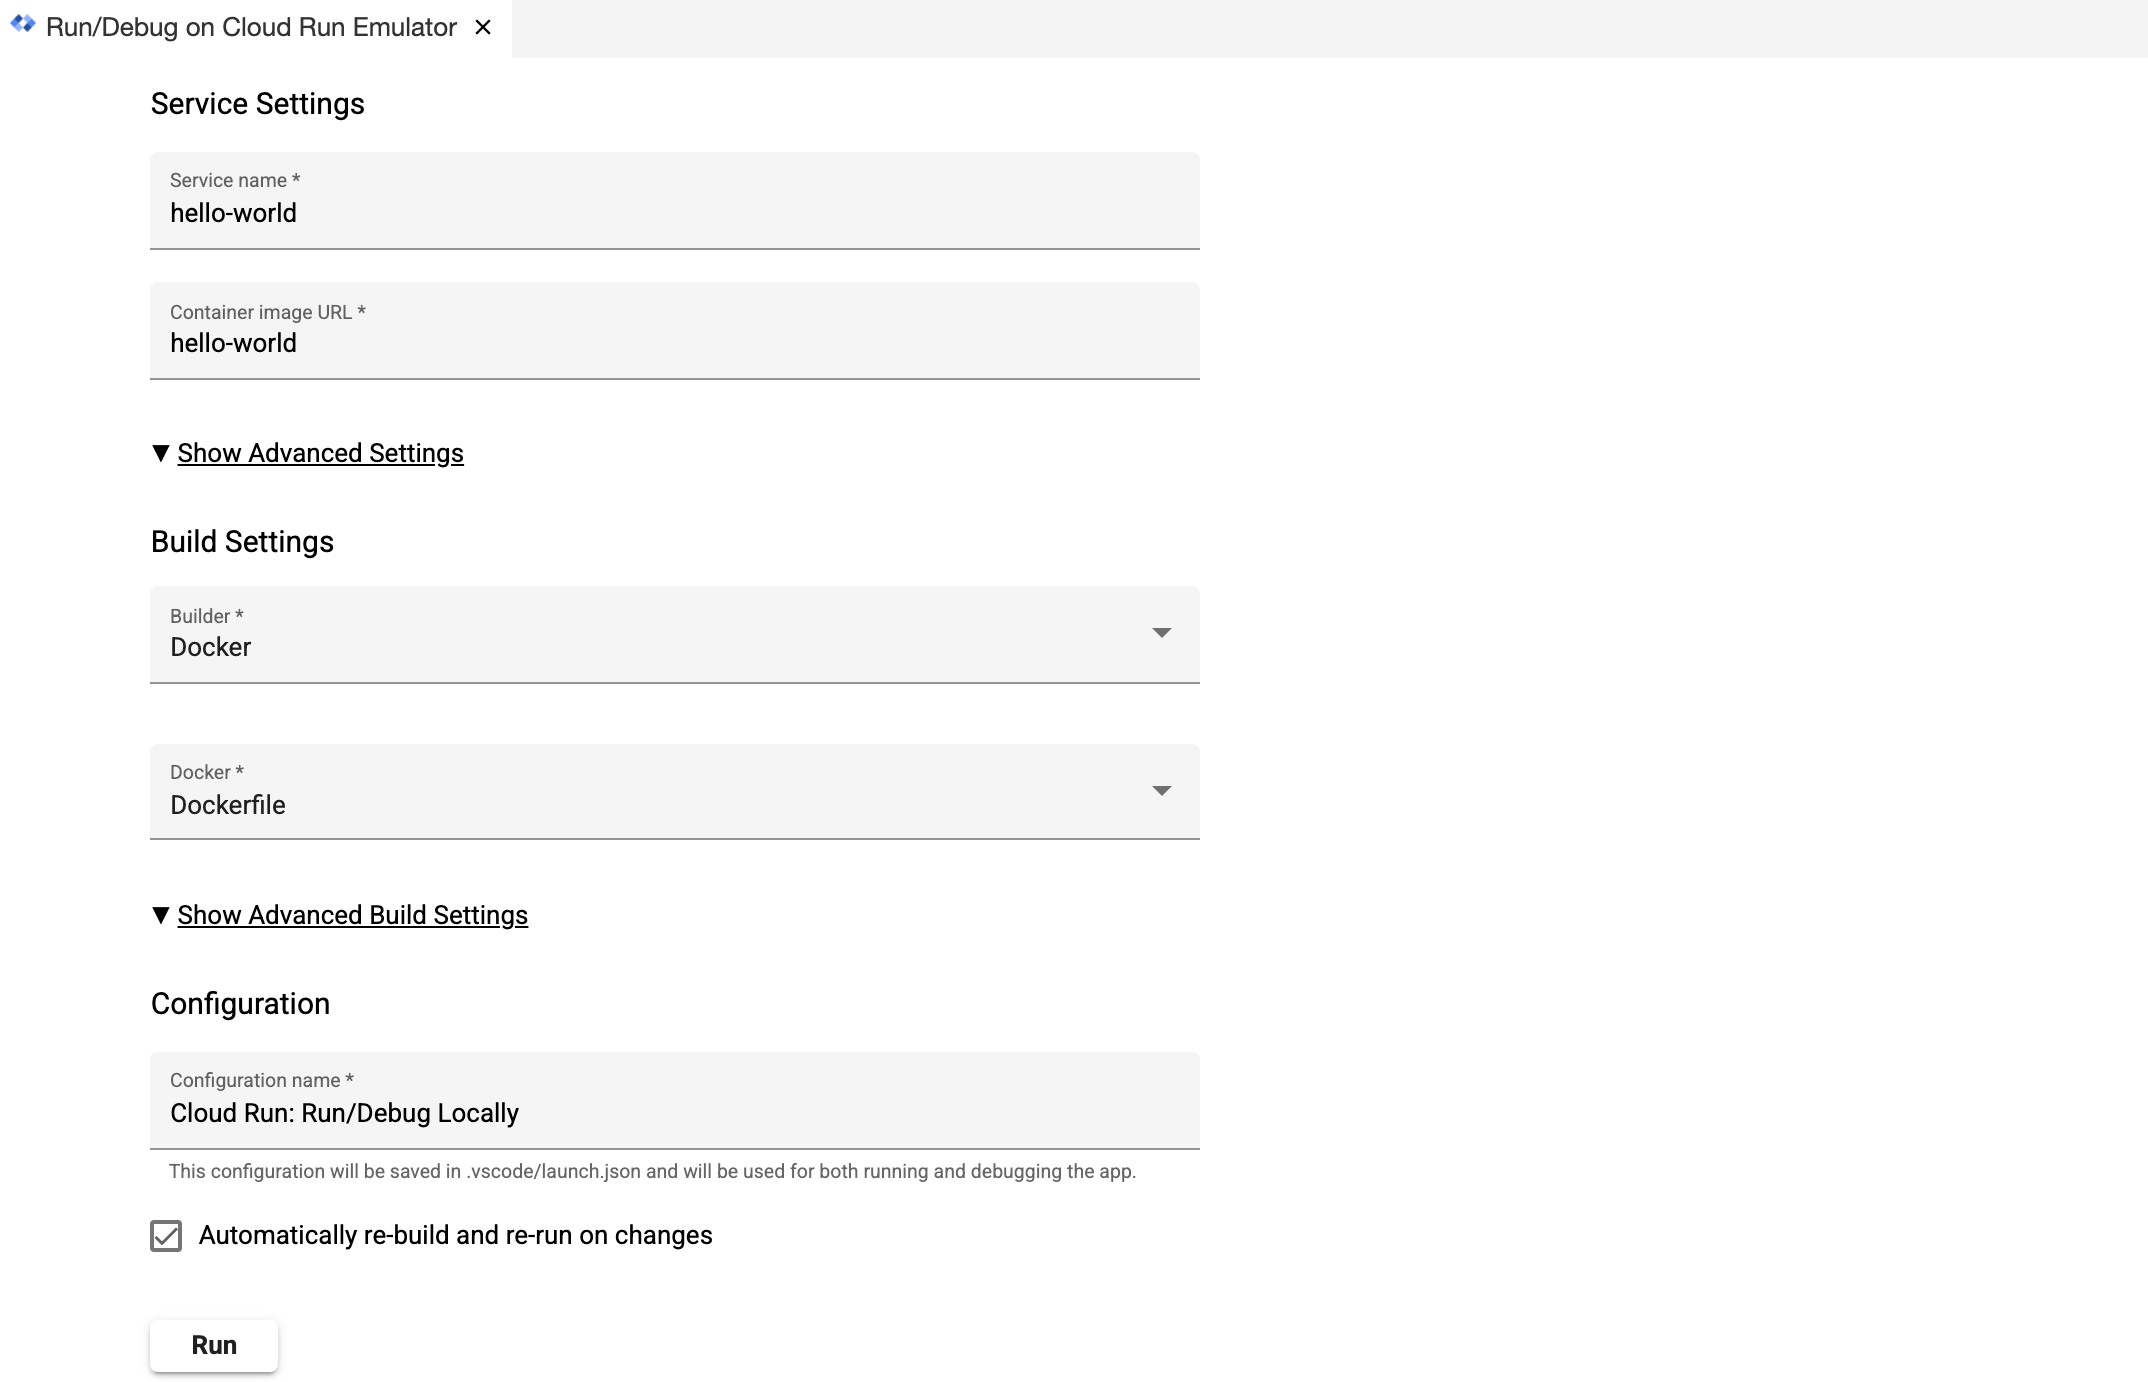 Run/Debug on Cloud Run Emulator
Service Settings
Service name *
hello-world
Container image URL *
hello-world
Show Advanced Settings
Build Settings
Builder *
Docker
Docker *
Dockerfile
Show Advanced Build Settings
Configuration
Configuration name *
Cloud Run: Run/Debug Locally
This configuration will be saved in .vscode/launch.json and will be used for both running and debugging the app.
Automatically re-build and re-run on changes
Run